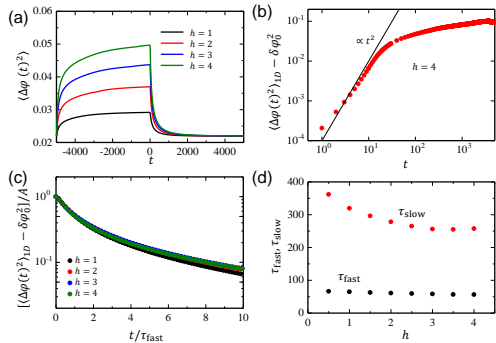 (a)
⟨Δφ (t)²⟩
0.05
0.04
0.03
0.02
-4000 -2000 0 2000 4000
t
h = 1
h = 2
h = 3
h = 4
(b)
⟨Δφ(t)²⟩₁D − δφ₀²
10⁻¹
10⁻²
10⁻³
10⁻⁴
10⁰ 10¹ 10² 10³
t
∝ t²
h = 4
(c)
[⟨Δφ(t)²⟩₁D − δφ₀²]/A
10⁰
10⁻¹
0 2 4 6 8 10
t/τfast
h = 1
h = 2
h = 3
h = 4
(d)
τfast, τslow
400
300
200
100
0
0 1 2 3 4
h
τslow
τfast